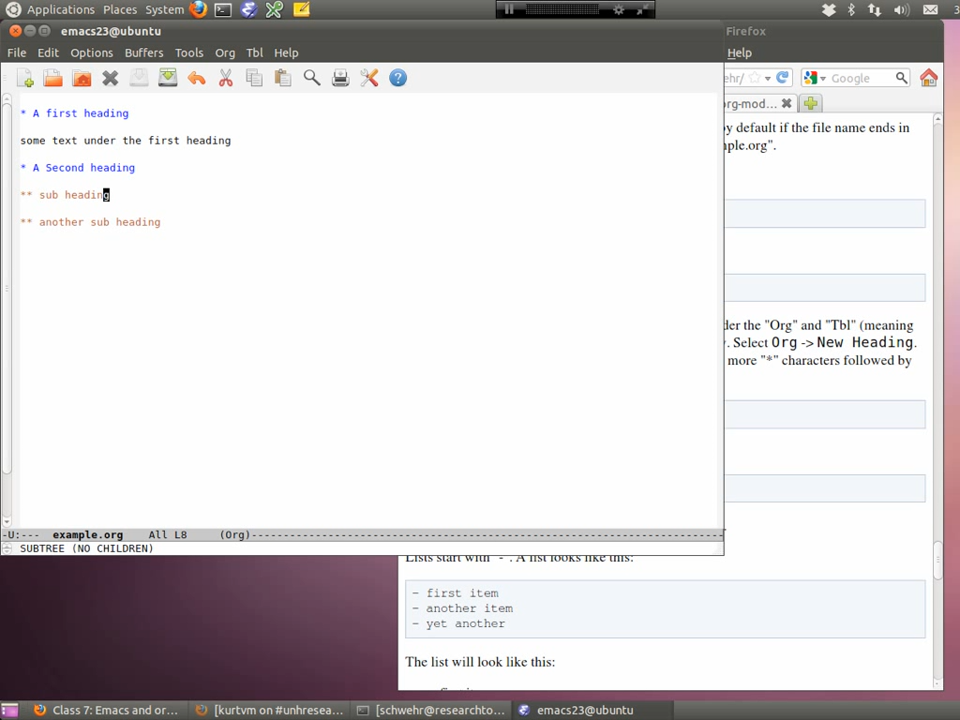 Applications Places System
3
emacs23@ubuntu
Firefox
File Edit Options Buffers Tools Org Tbl Help
Help
ehr/
Google
org-mod...
* A first heading
some text under the first heading
* A Second heading
** sub heading
** another sub heading
by default if the file name ends in
ple.org".
der the "Org" and "Tbl" (meaning
. Select Org -> New Heading.
more "*" characters followed by
-U:--- example.org All L8 (Org)
SUBTREE (NO CHILDREN)
Lists start with "-". A list looks like this:
- first item
- another item
- yet another
The list will look like this:
Class 7: Emacs and or...
[kurtvm on #unhresea...
[schwehr@researchto...
emacs23@ubuntu